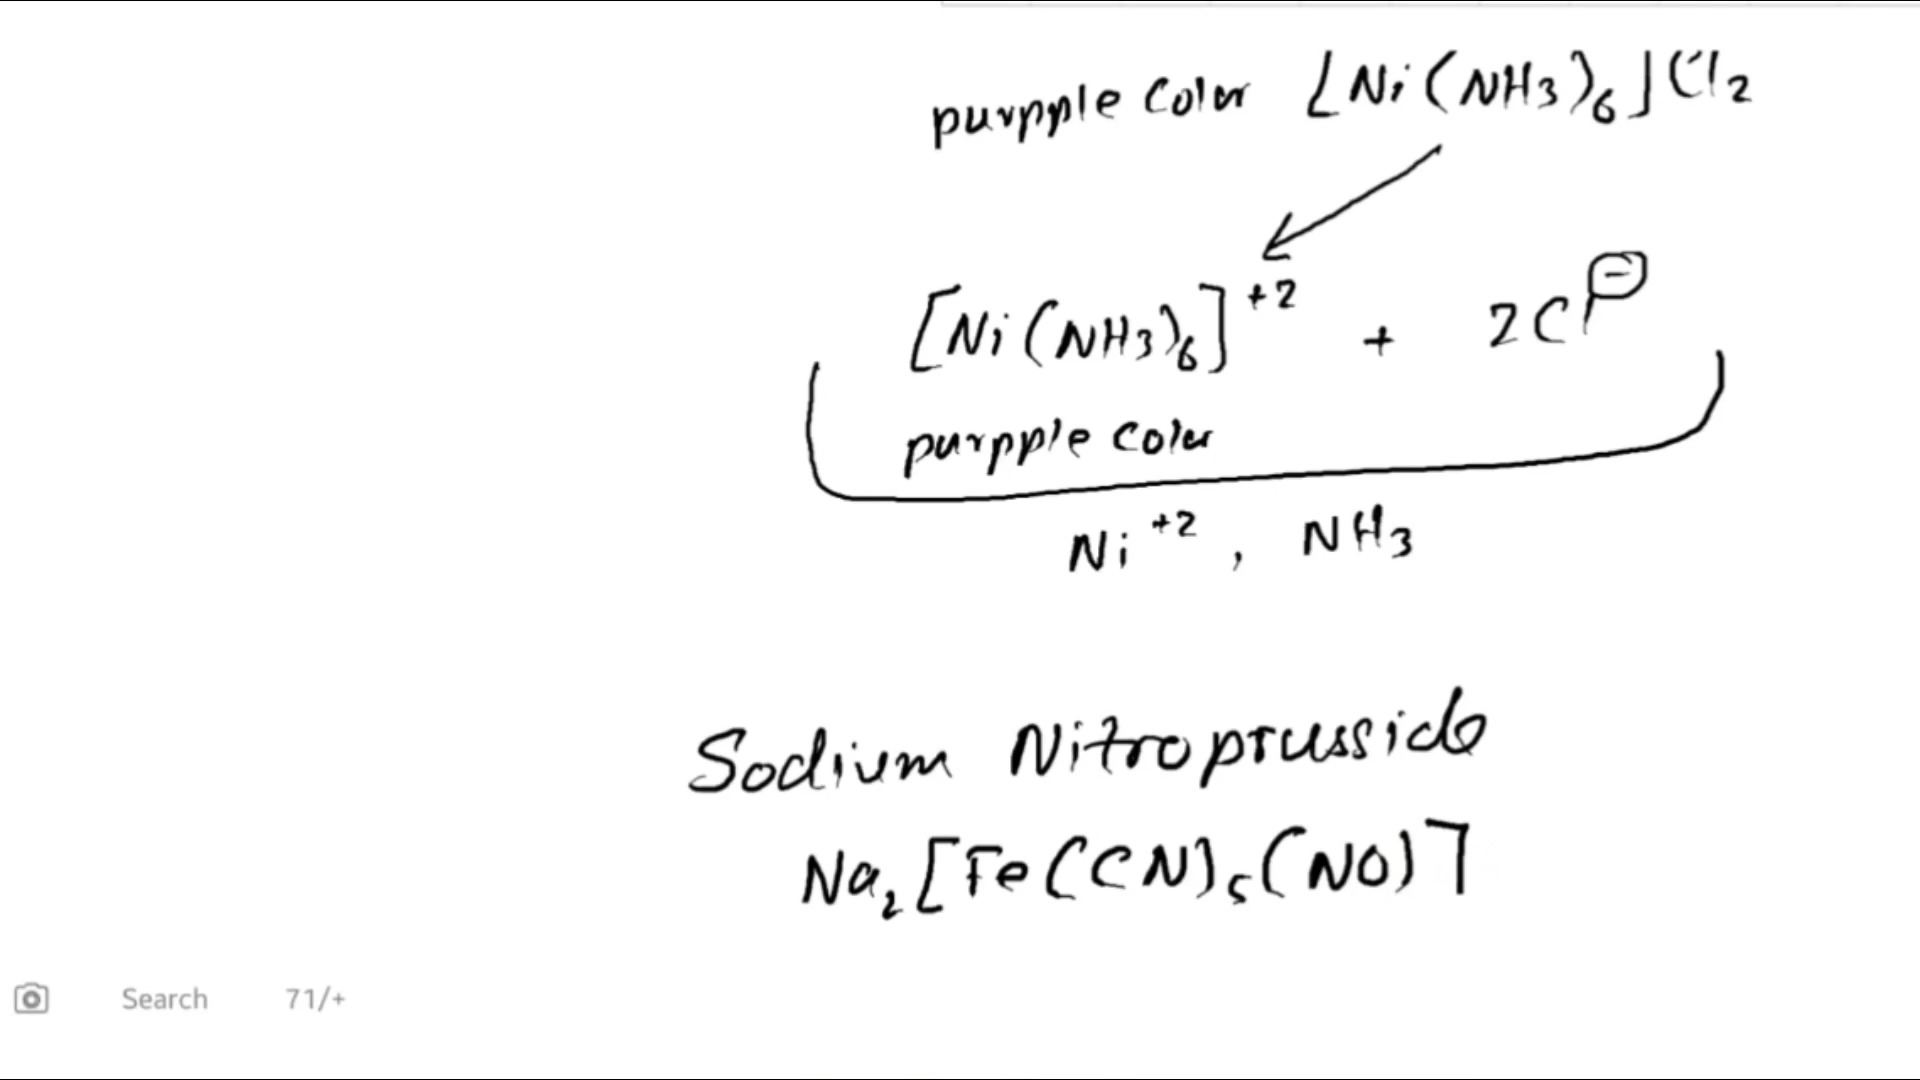 purpple Color [Ni(NH3)6]Cl2
[Ni(NH3)6]+2 + 2Cl-
purpple Color
Ni+2, NH3
Sodium Nitroprusside
Na2[Fe(CN)5(NO)]
Search 71/+